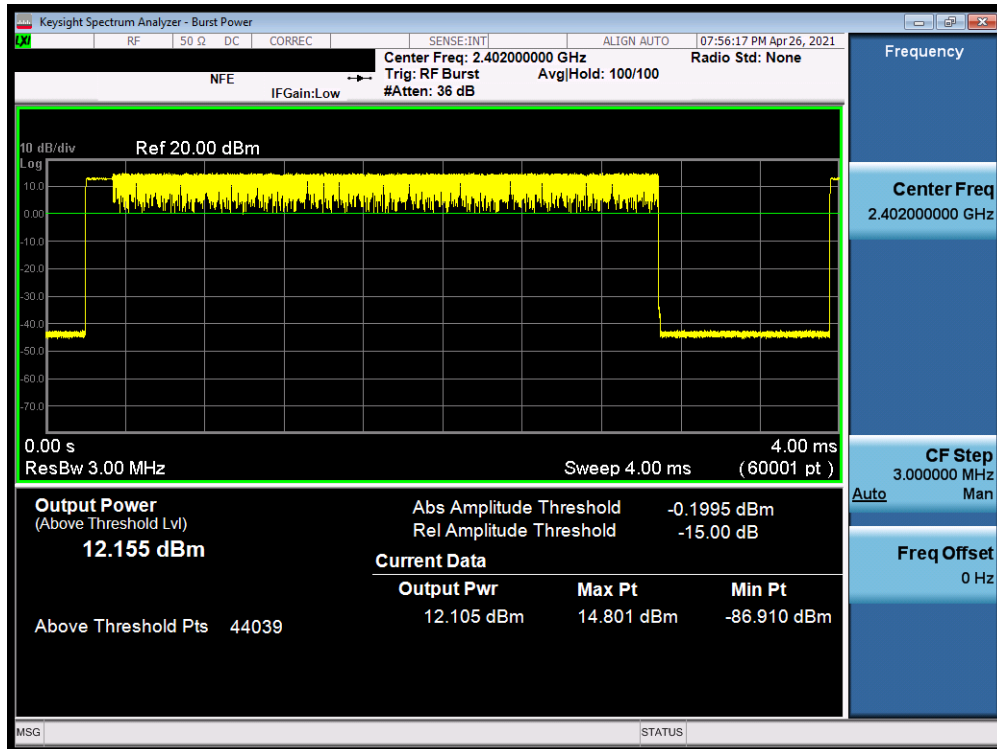 Keysight Spectrum Analyzer - Burst Power
LXI RF 50 Ω DC CORREC SENSE:INT ALIGN AUTO 07:56:17 PM Apr 26, 2021
Center Freq: 2.402000000 GHz Radio Std: None
NFE Trig: RF Burst Avg|Hold: 100/100
IFGain:Low #Atten: 36 dB
10 dB/div Ref 20.00 dBm
Log
10.0
0.00
-10.0
-20.0
-30.0
-40.0
-50.0
-60.0
-70.0
0.00 s 4.00 ms
ResBw 3.00 MHz Sweep 4.00 ms (60001 pt )
Output Power
(Above Threshold Lvl)
12.155 dBm
Above Threshold Pts 44039
Abs Amplitude Threshold -0.1995 dBm
Rel Amplitude Threshold -15.00 dB
Current Data
Output Pwr Max Pt Min Pt
12.105 dBm 14.801 dBm -86.910 dBm
Frequency
Center Freq
2.402000000 GHz
CF Step
3.000000 MHz
Auto Man
Freq Offset
0 Hz
MSG STATUS